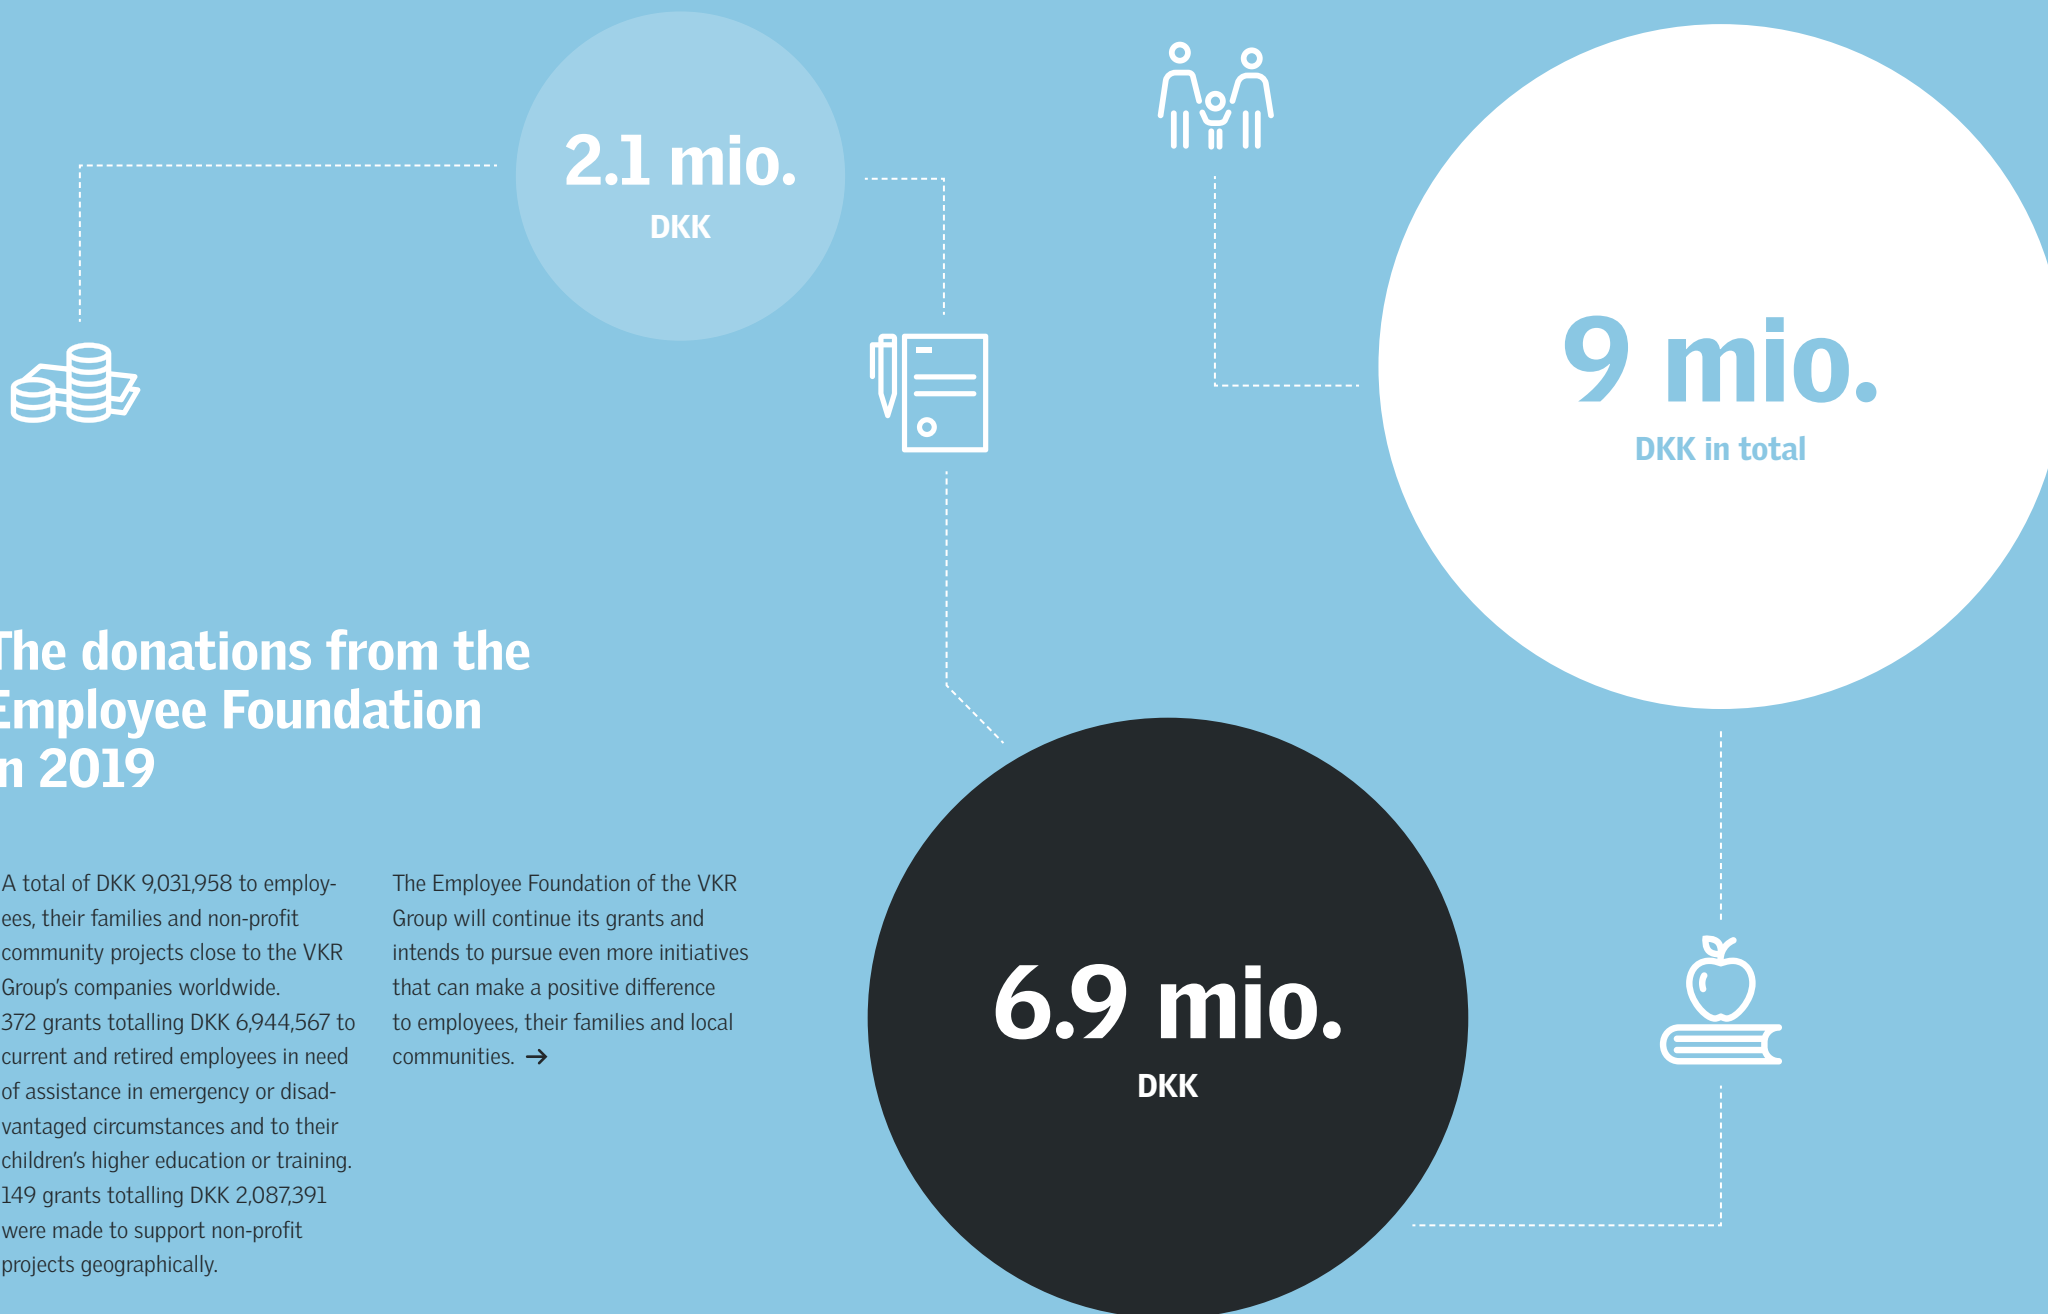 2.1 mio.
DKK
9 mio.
DKK in total
The donations from the
Employee Foundation
in 2019
A total of DKK 9,031,958 to employ-
ees, their families and non-profit
community projects close to the VKR
Group's companies worldwide.
372 grants totalling DKK 6,944,567 to
current and retired employees in need
of assistance in emergency or disad-
vantaged circumstances and to their
children's higher education or training.
149 grants totalling DKK 2,087,391
were made to support non-profit
projects geographically.
The Employee Foundation of the VKR
Group will continue its grants and
intends to pursue even more initiatives
that can make a positive difference
to employees, their families and local
communities. →
6.9 mio.
DKK